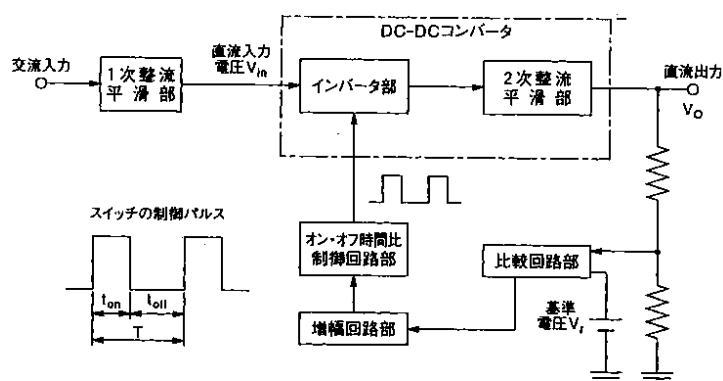 DC-DCコンバータ
交流入力
1次整流
平滑部
直流入力
電圧Vin
インバータ部
2次整流
平滑部
直流出力
VO
スイッチの制御パルス
オン・オフ時間比
制御回路部
比較回路部
ton
toff
T
増幅回路部
基準
電圧Vr